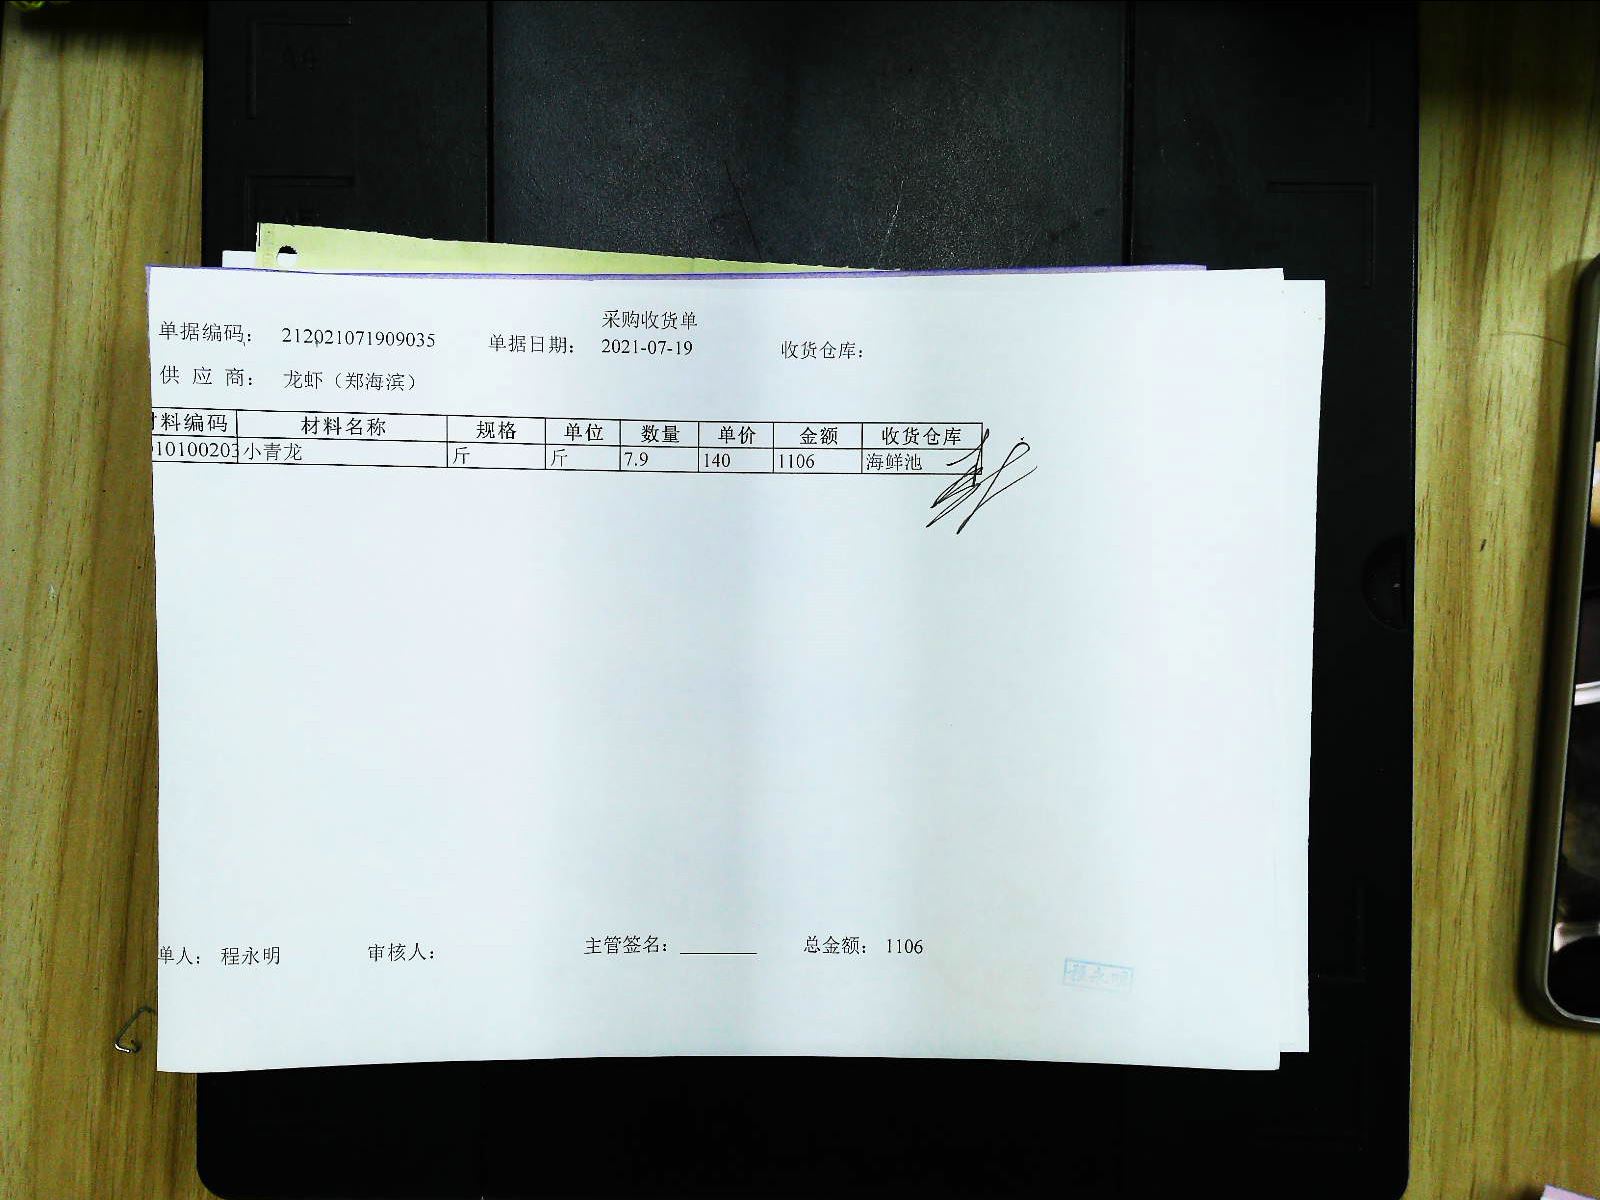 采购收货单
单据编码： 212021071909035 单据日期： 2021-07-19 收货仓库：
供 应 商： 龙虾（郑海滨）
料编码 材料名称 规格 单位 数量 单价 金额 收货仓库
10100203 小青龙 斤 斤 7.9 140 1106 海鲜池
单人： 程永明 审核人： 主管签名： 总金额： 1106
程永明